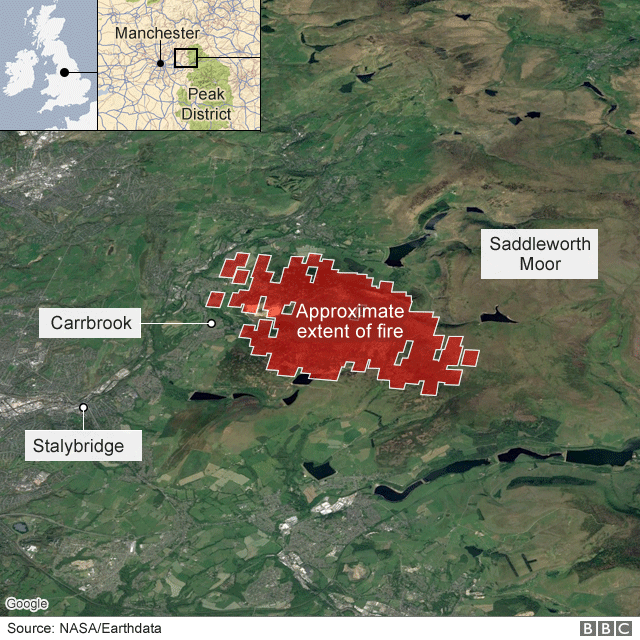 Manchester
Peak
District
Saddleworth
Moor
Approximate
extent of fire
Carrbrook
Stalybridge
Google
Source: NASA/Earthdata
BBC